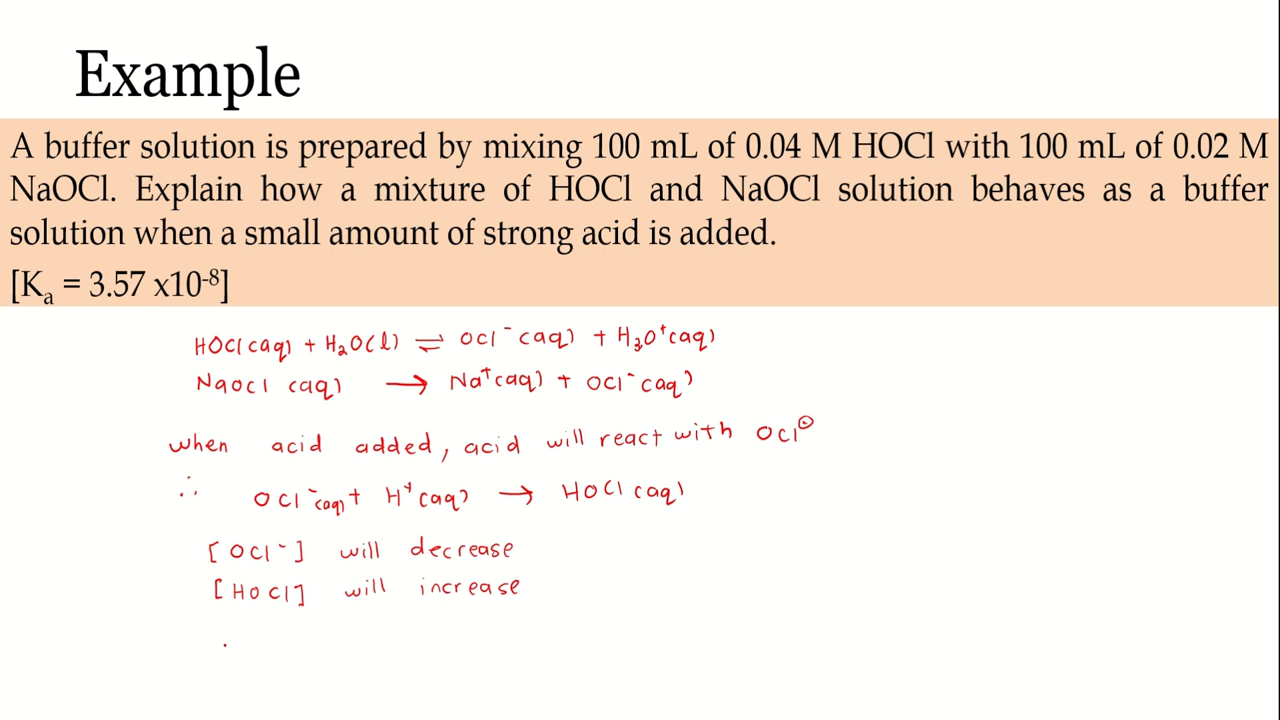 Example
A buffer solution is prepared by mixing 100 mL of 0.04 M HOCl with 100 mL of 0.02 M
NaOCl. Explain how a mixture of HOCl and NaOCl solution behaves as a buffer
solution when a small amount of strong acid is added.
[Kₐ = 3.57 x10⁻⁸]
HOCl(aq) + H₂O(l) ⇌ OCl⁻(aq) + H₃O⁺(aq)
NaOCl (aq) → Na⁺(aq) + OCl⁻(aq)
when acid added, acid will react with OCl⊖
∴ OCl⁻(aq) + H⁺(aq) → HOCl(aq)
[OCl⁻] will decrease
[HOCl] will increase